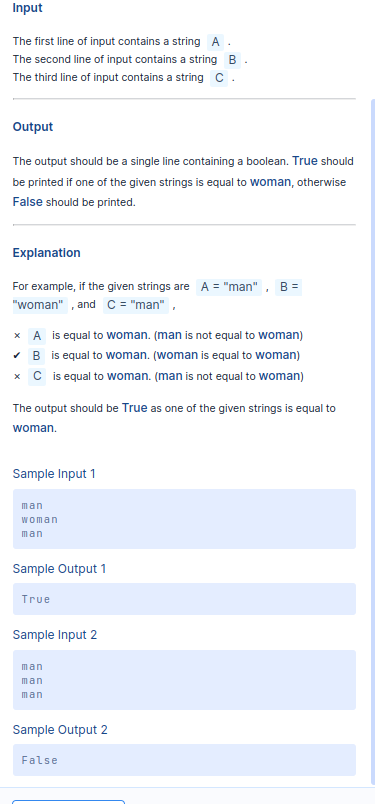 Input
The first line of input contains a string A .
The second line of input contains a string B .
The third line of input contains a string C .
Output
The output should be a single line containing a boolean. True should
be printed if one of the given strings is equal to woman, otherwise
False should be printed.
Explanation
For example, if the given strings are A = "man" , B =
"woman" , and C = "man" ,
× A is equal to woman. (man is not equal to woman)
✔ B is equal to woman. (woman is equal to woman)
× C is equal to woman. (man is not equal to woman)
The output should be True as one of the given strings is equal to
woman.
Sample Input 1
man
woman
man
Sample Output 1
True
Sample Input 2
man
man
man
Sample Output 2
False